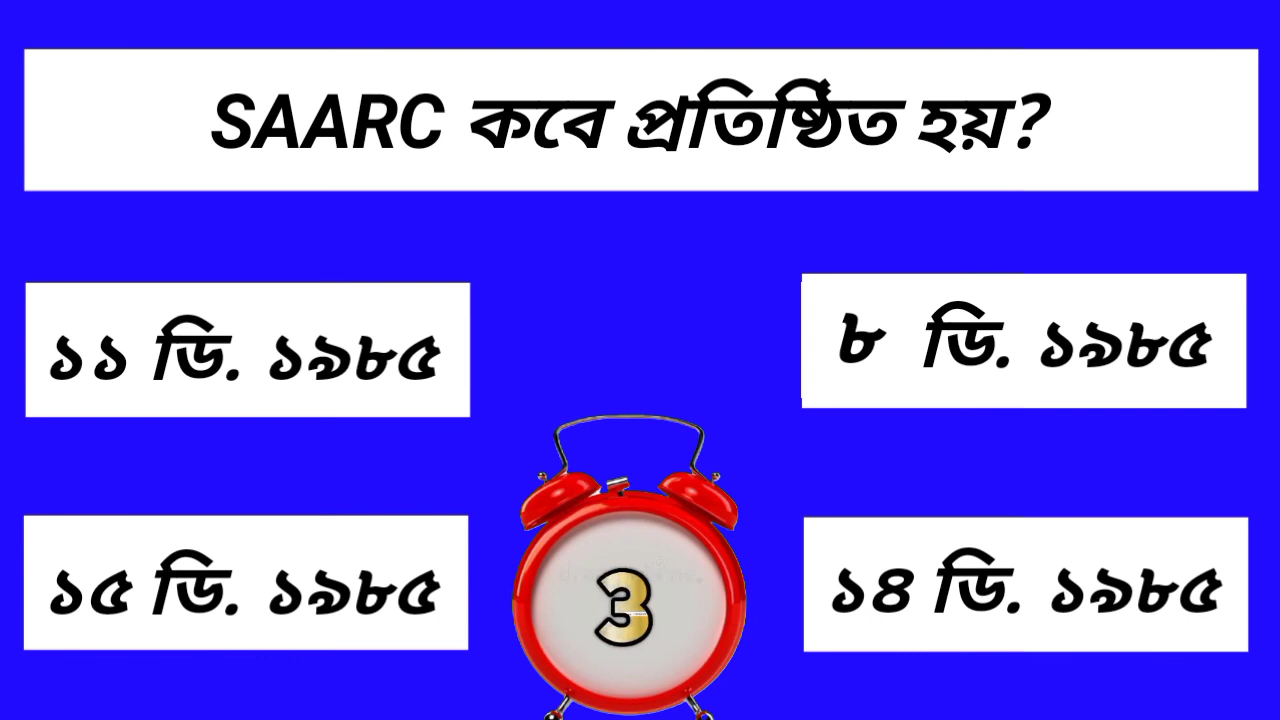 SAARC কবে প্রতিষ্ঠিত হয়?
১১ ডি. ১৯৮৫
৮ ডি. ১৯৮৫
১৫ ডি. ১৯৮৫
১৪ ডি. ১৯৮৫
3